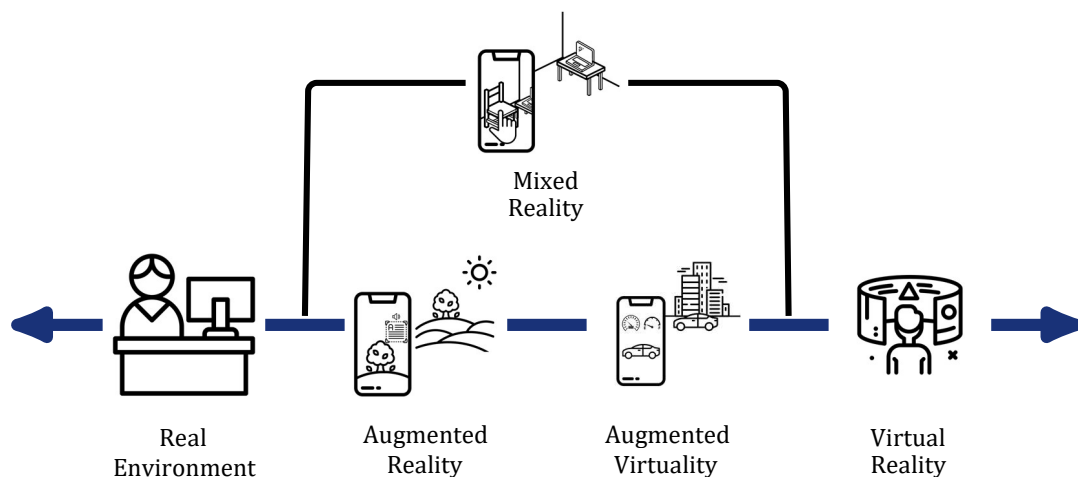 Mixed
Reality
Real
Environment
Augmented
Reality
Augmented
Virtuality
Virtual
Reality